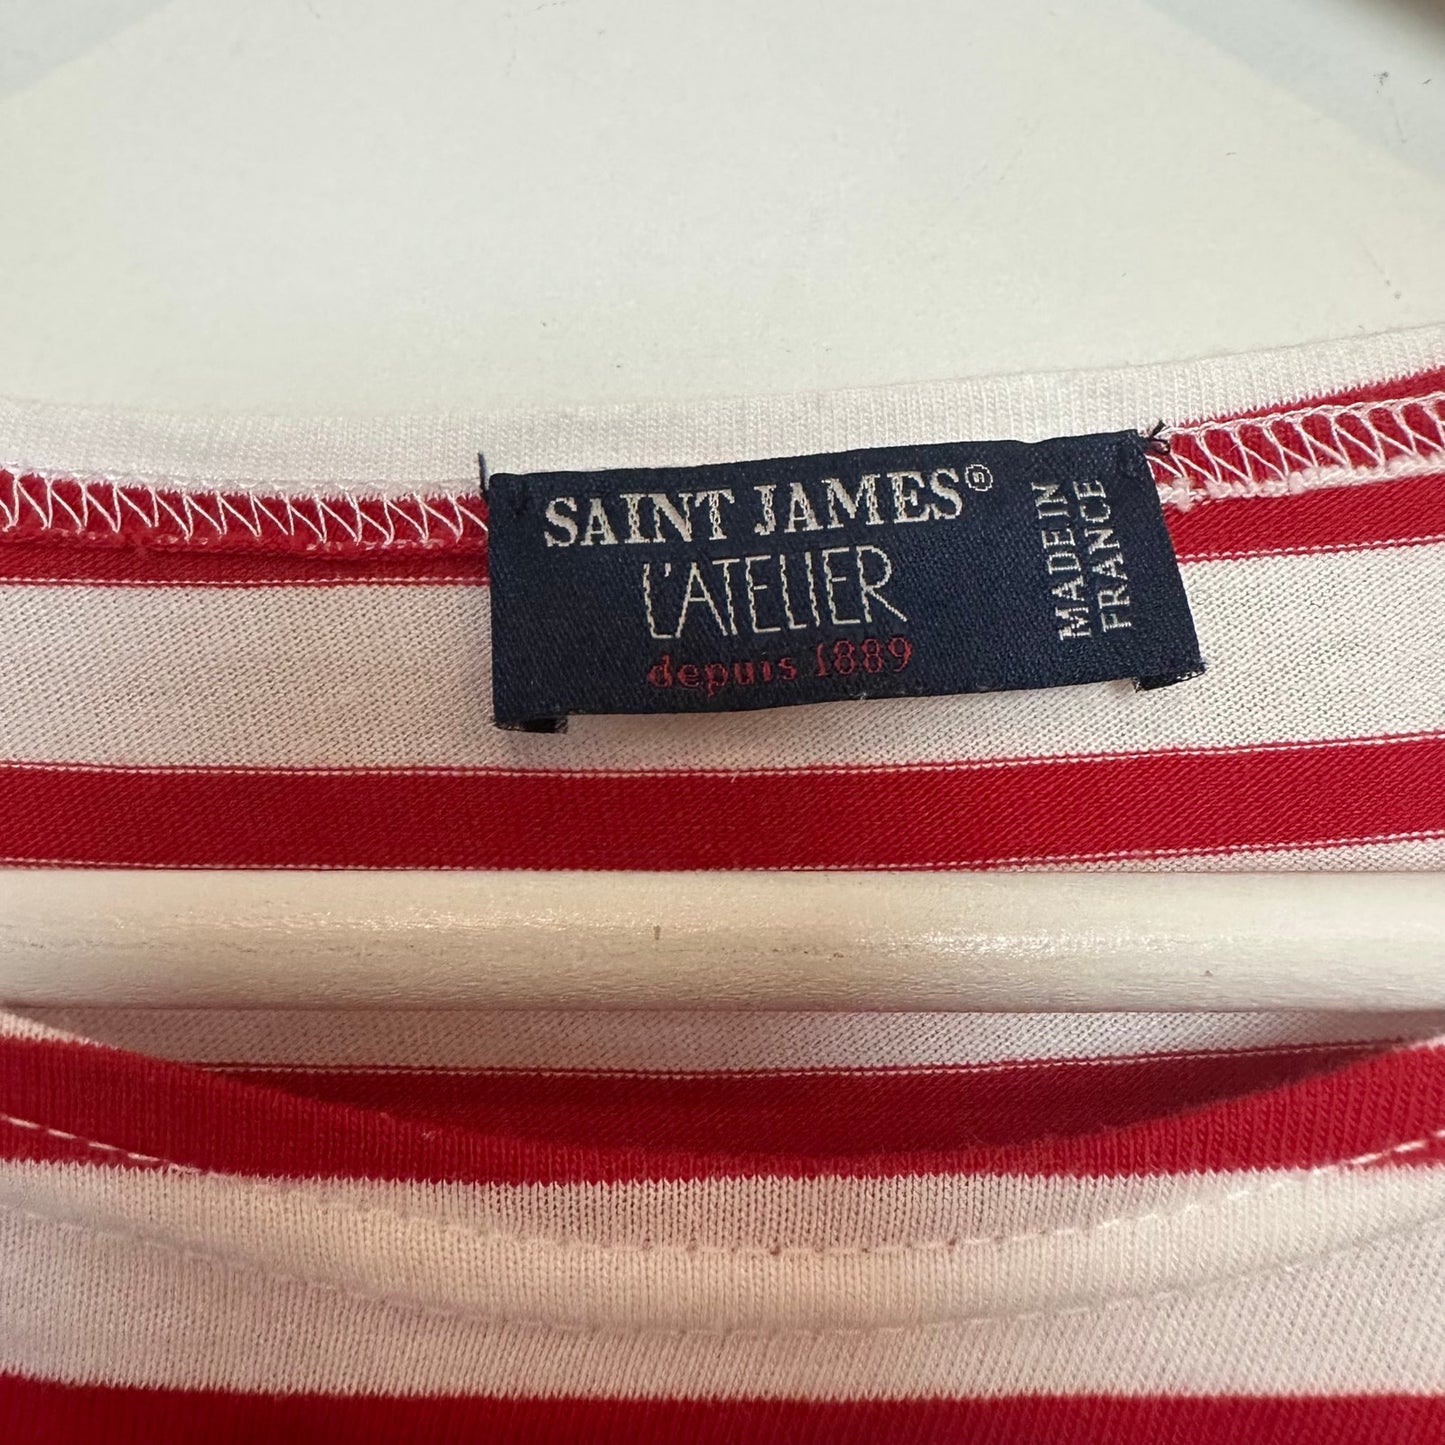 SAINT JAMES®
L'ATELIER
depuis 1889
MADE IN
FRANCE